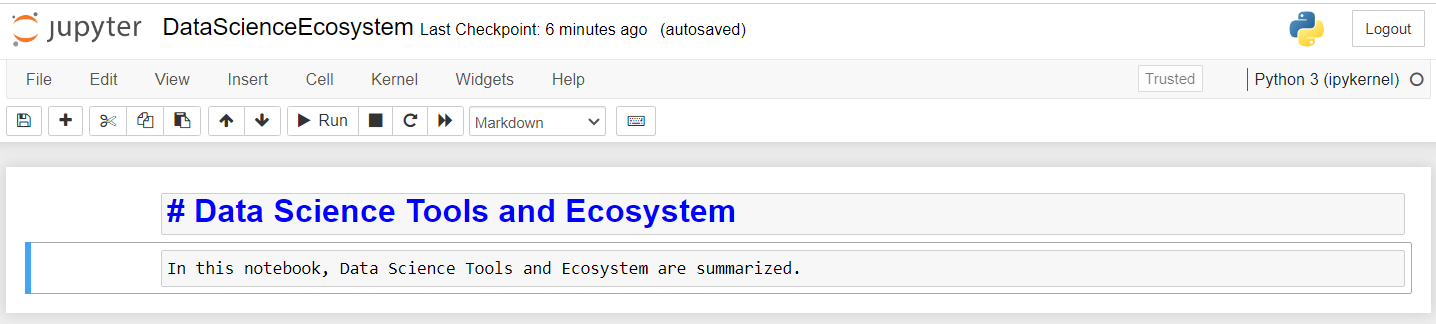 jupyter DataScienceEcosystem Last Checkpoint: 6 minutes ago (autosaved) Logout
File Edit View Insert Cell Kernel Widgets Help Trusted Python 3 (ipykernel)
Run Markdown
# Data Science Tools and Ecosystem
In this notebook, Data Science Tools and Ecosystem are summarized.